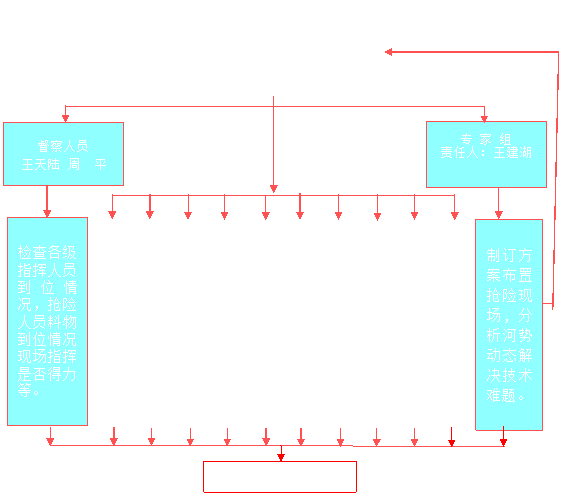 督察人员
王天陆 周 平
专 家 组
责任人：王建湖
检查各级
指挥人员
到位情
况，抢险
人员料物
到位情况
现场指挥
是否得力
等。
制订方
案布置
抢险现
场，分
析河势
动态解
决技术
难题。